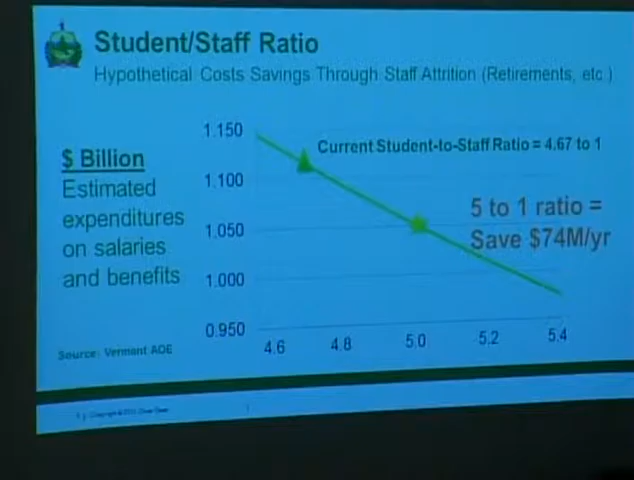 Student/Staff Ratio
Hypothetical Costs Savings Through Staff Attrition (Retirements, etc.)
$ Billion
Estimated
expenditures
on salaries
and benefits
1.150
1.100
1.050
1.000
0.950
Current Student-to-Staff Ratio = 4.67 to 1
5 to 1 ratio =
Save $74M/yr
4.6
4.8
5.0
5.2
5.4
Source: Vermont AOE